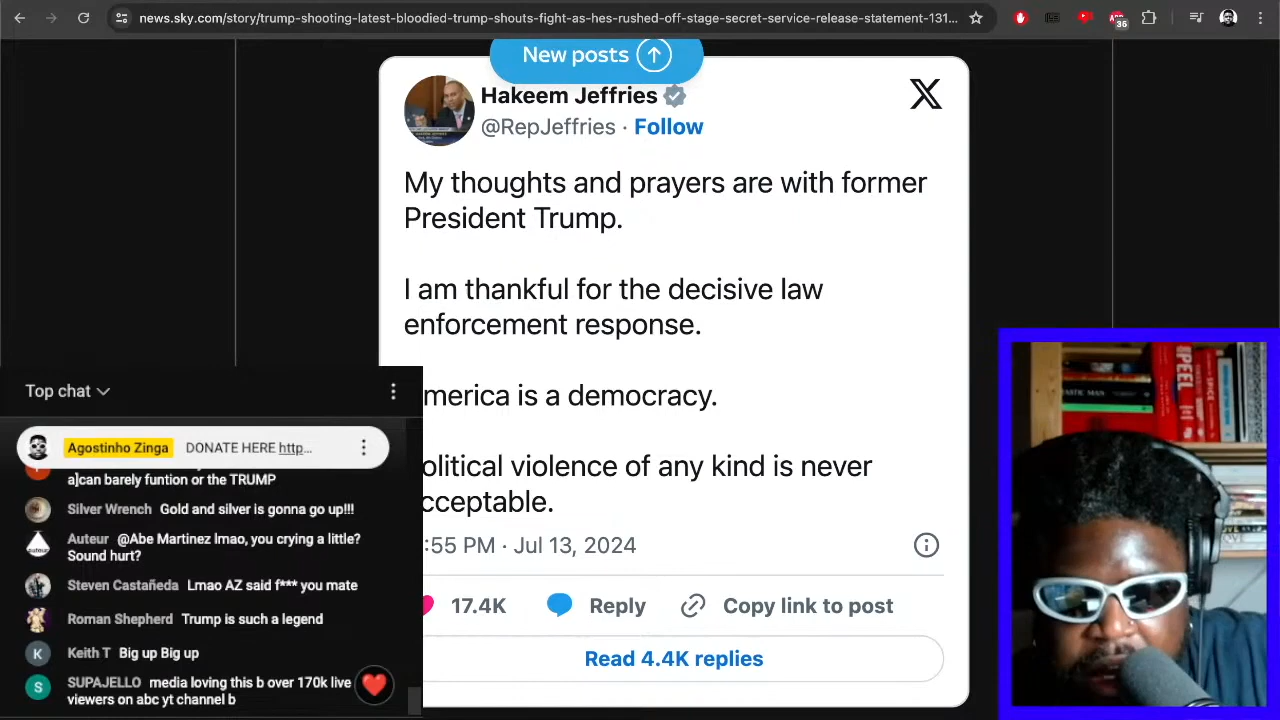 news.sky.com/story/trump-shooting-latest-bloodied-trump-shouts-fight-as-hes-rushed-off-stage-secret-service-release-statement-131...
36
New posts
Hakeem Jeffries
@RepJeffries · Follow
My thoughts and prayers are with former
President Trump.
I am thankful for the decisive law
enforcement response.
merica is a democracy.
olitical violence of any kind is never
cceptable.
:55 PM · Jul 13, 2024
17.4K Reply Copy link to post
Read 4.4K replies
Top chat
Agostinho Zinga DONATE HERE http...
a]can barely funtion or the TRUMP
Silver Wrench Gold and silver is gonna go up!!!
Auteur @Abe Martinez lmao, you crying a little?
Sound hurt?
Steven Castañeda Lmao AZ said f*** you mate
Roman Shepherd Trump is such a legend
K
Keith T Big up Big up
S
SUPAJELLO media loving this b over 170k live
viewers on abc yt channel b
PEEL
SPICE
ASTIC MAN